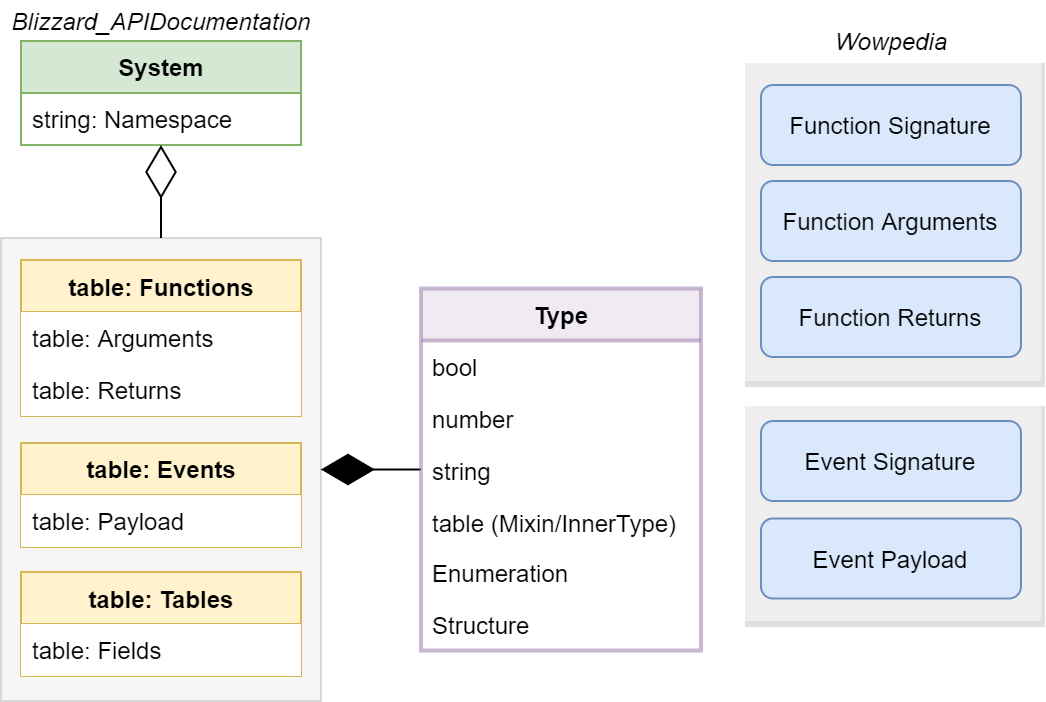 Blizzard_APIDocumentation
System
string: Namespace
table: Functions
table: Arguments
table: Returns
table: Events
table: Payload
table: Tables
table: Fields
Type
bool
number
string
table (Mixin/InnerType)
Enumeration
Structure
Wowpedia
Function Signature
Function Arguments
Function Returns
Event Signature
Event Payload